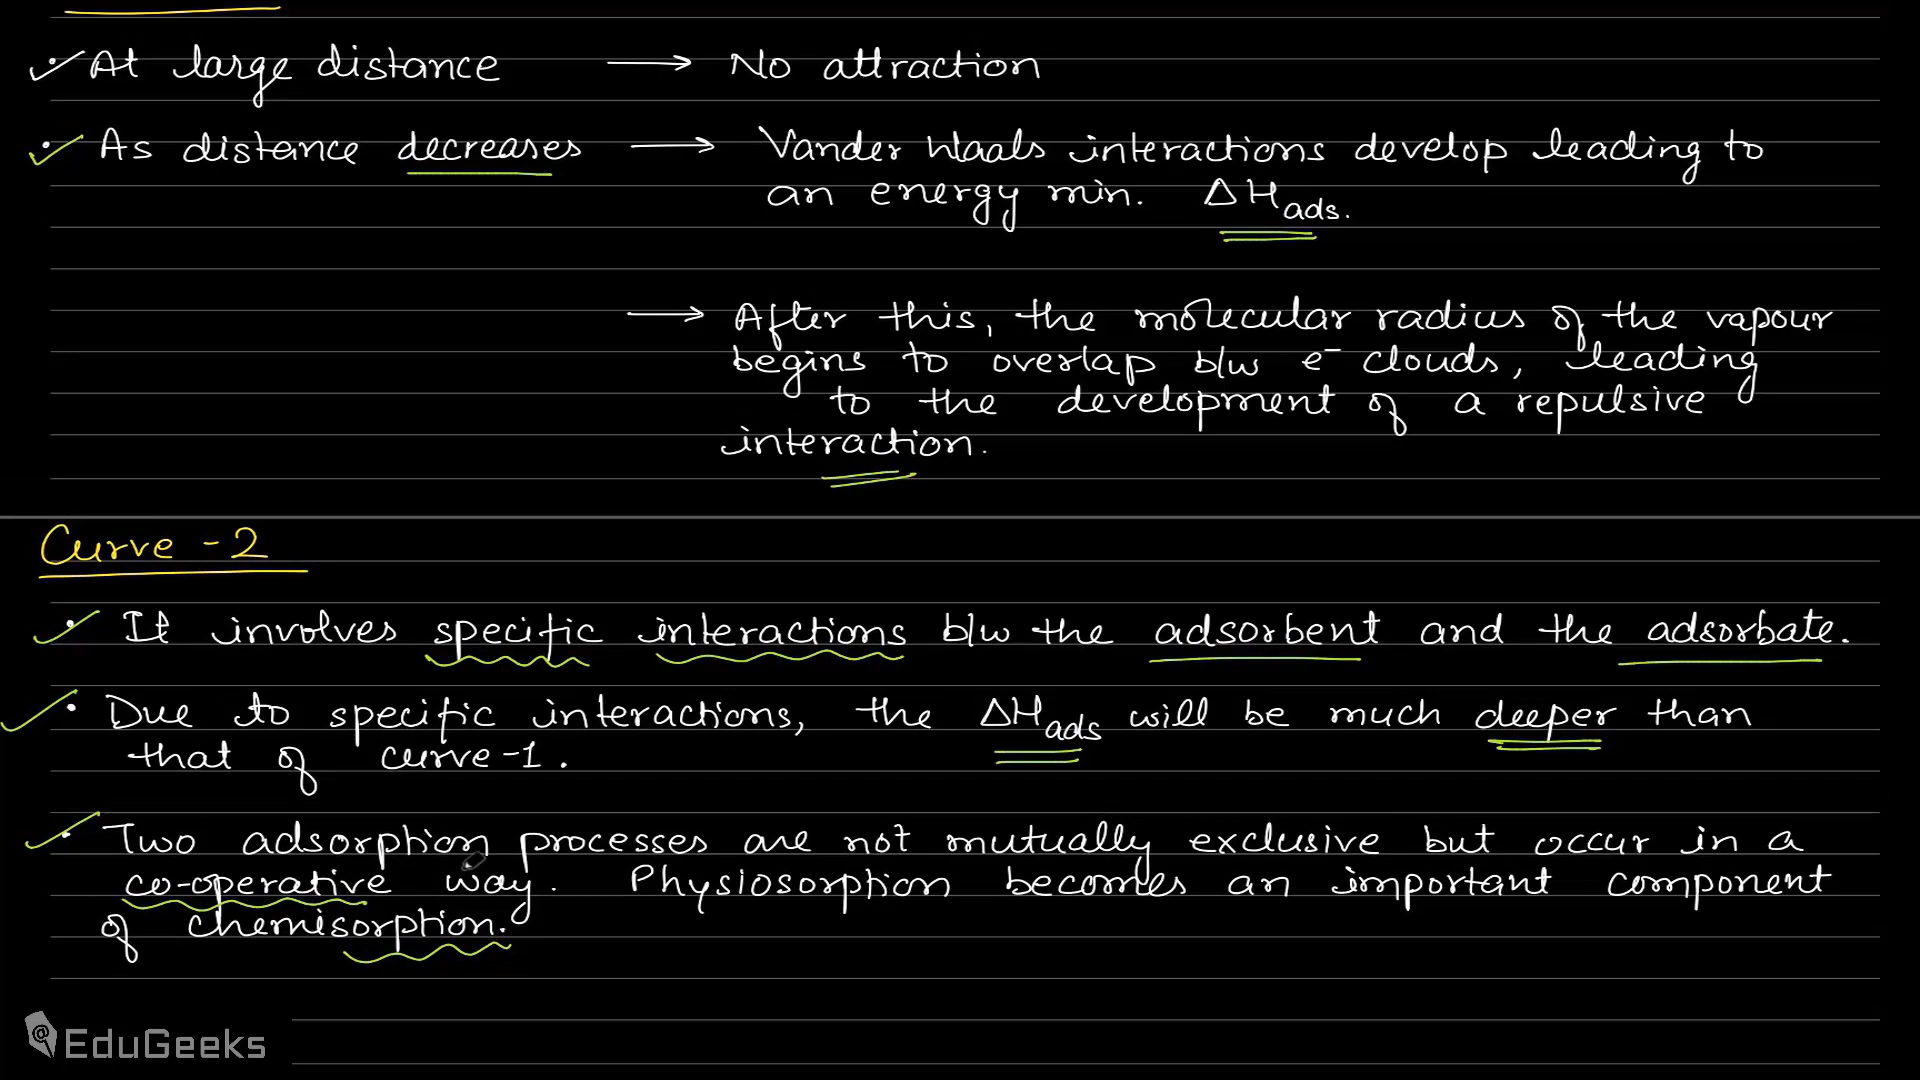 • At large distance → No attraction
• As distance decreases → Vander Waals interactions develop leading to
an energy min. ΔHads.
→ After this, the molecular radius of the vapour
begins to overlap b/w e⁻ clouds, leading
to the development of a repulsive
interaction.
Curve - 2
• It involves specific interactions b/w the adsorbent and the adsorbate.
• Due to specific interactions, the ΔHads will be much deeper than
that of curve-1.
• Two adsorption processes are not mutually exclusive but occur in a
co-operative way. Physiosorption becomes an important component
of chemisorption.
@EduGeeks